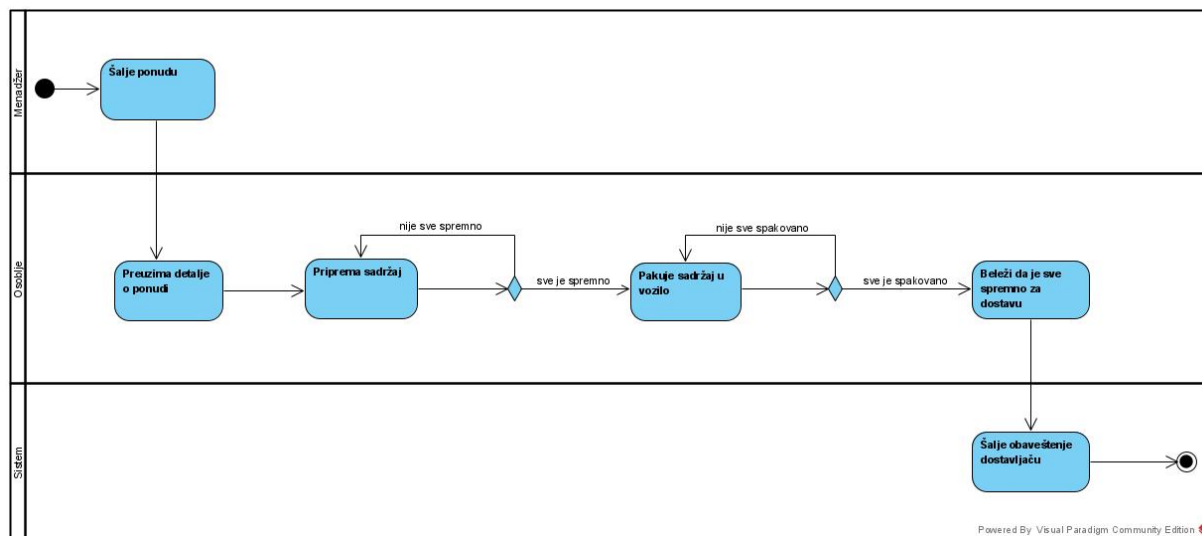 Menadžer
Šalje ponudu
Osoblje
nije sve spremno
nije sve spakovano
Preuzima detalje
o ponudi
Priprema sadržaj
sve je spremno
Pakuje sadržaj u
vozilo
sve je spakovano
Beleži da je sve
spremno za
dostavu
Sistem
Šalje obaveštenje
dostavljaču
Powered By Visual Paradigm Community Edition